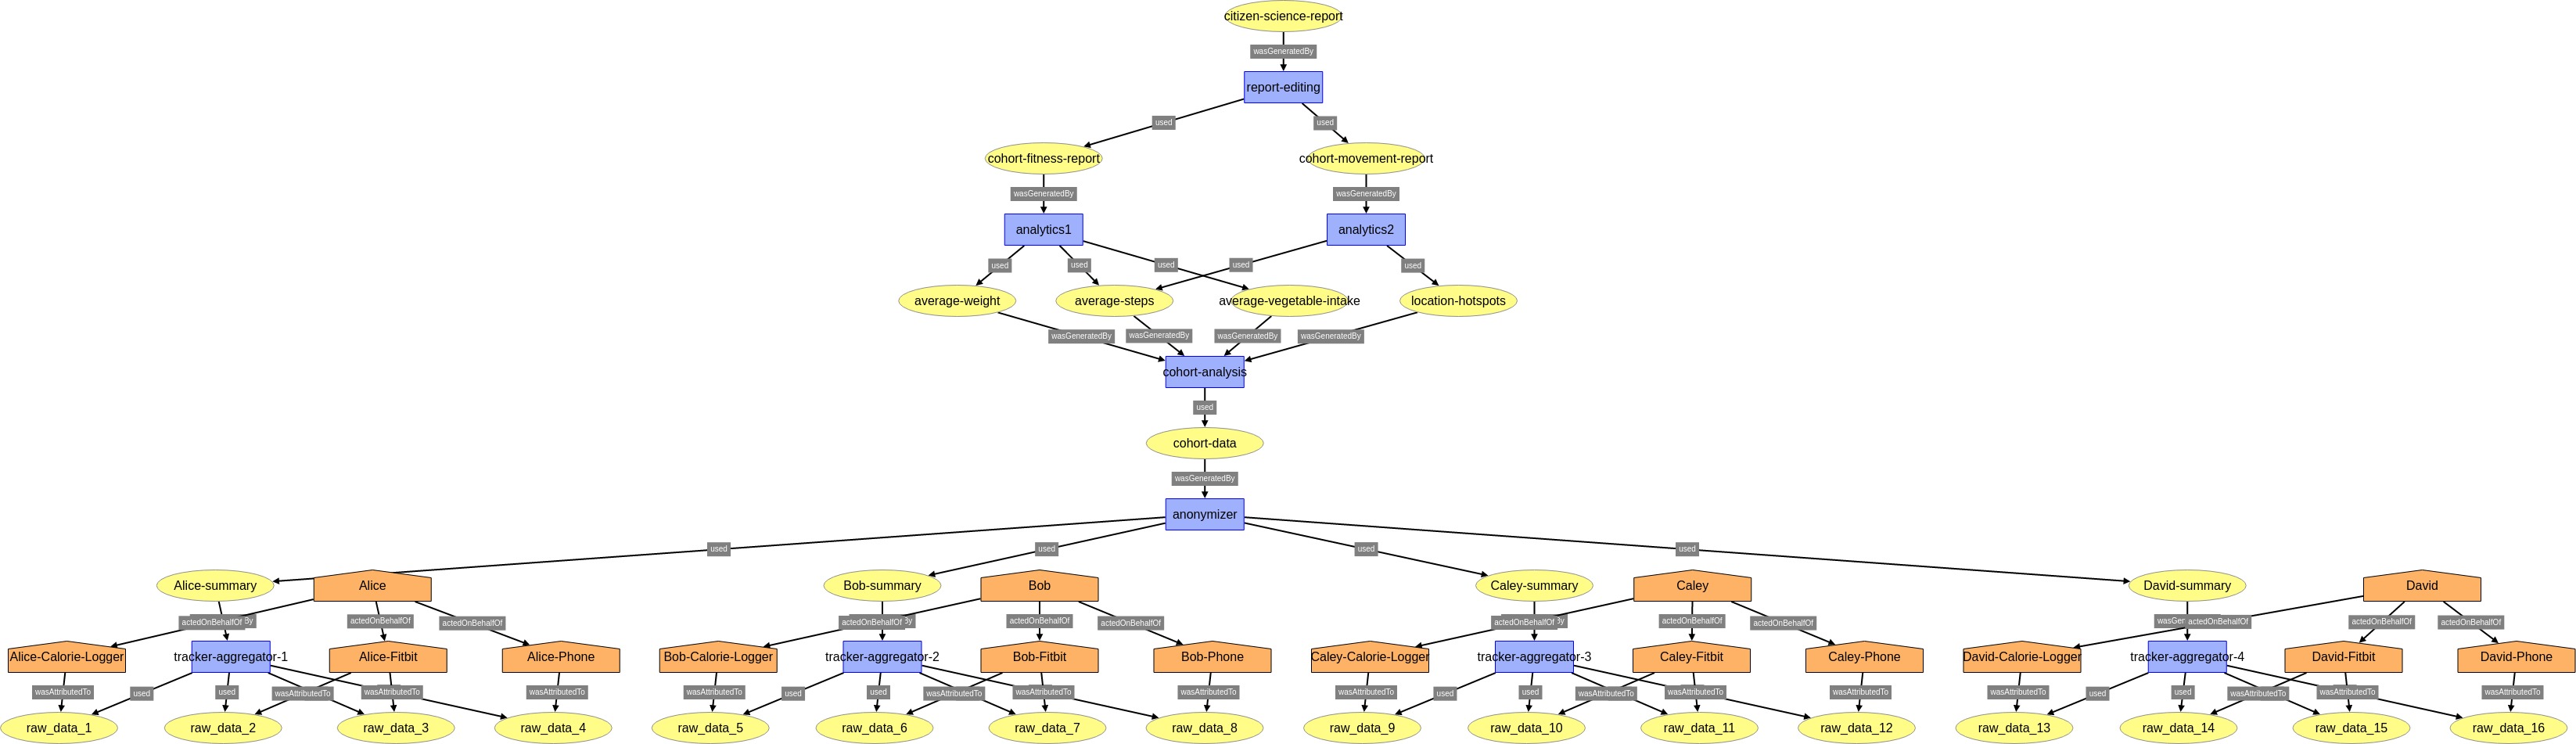 citizen-science-report
wasGeneratedBy
report-editing
used used
cohort-fitness-report cohort-movement-report
wasGeneratedBy wasGeneratedBy
analytics1 analytics2
used used used used used
average-weight average-steps average-vegetable-intake location-hotspots
wasGeneratedBy wasGeneratedBy wasGeneratedBy wasGeneratedBy
cohort-analysis
used
cohort-data
wasGeneratedBy
anonymizer
used used used used
Alice-summary Alice Bob-summary Bob Caley-summary Caley David-summary David
actedOnBehalfOf By actedOnBehalfOf actedOnBehalfOf actedOnBehalfOf By actedOnBehalfOf actedOnBehalfOf actedOnBehalfOf By actedOnBehalfOf actedOnBehalfOf wasGen actedOnBehalfOf actedOnBehalfOf actedOnBehalfOf
Alice-Calorie-Logger tracker-aggregator-1 Alice-Fitbit Alice-Phone Bob-Calorie-Logger tracker-aggregator-2 Bob-Fitbit Bob-Phone Caley-Calorie-Logger tracker-aggregator-3 Caley-Fitbit Caley-Phone David-Calorie-Logger tracker-aggregator-4 David-Fitbit David-Phone
wasAttributedTo used used wasAttributedTo wasAttributedTo wasAttributedTo wasAttributedTo used used wasAttributedTo wasAttributedTo wasAttributedTo wasAttributedTo used used wasAttributedTo wasAttributedTo wasAttributedTo wasAttributedTo used used wasAttributedTo wasAttributedTo wasAttributedTo
raw_data_1 raw_data_2 raw_data_3 raw_data_4 raw_data_5 raw_data_6 raw_data_7 raw_data_8 raw_data_9 raw_data_10 raw_data_11 raw_data_12 raw_data_13 raw_data_14 raw_data_15 raw_data_16